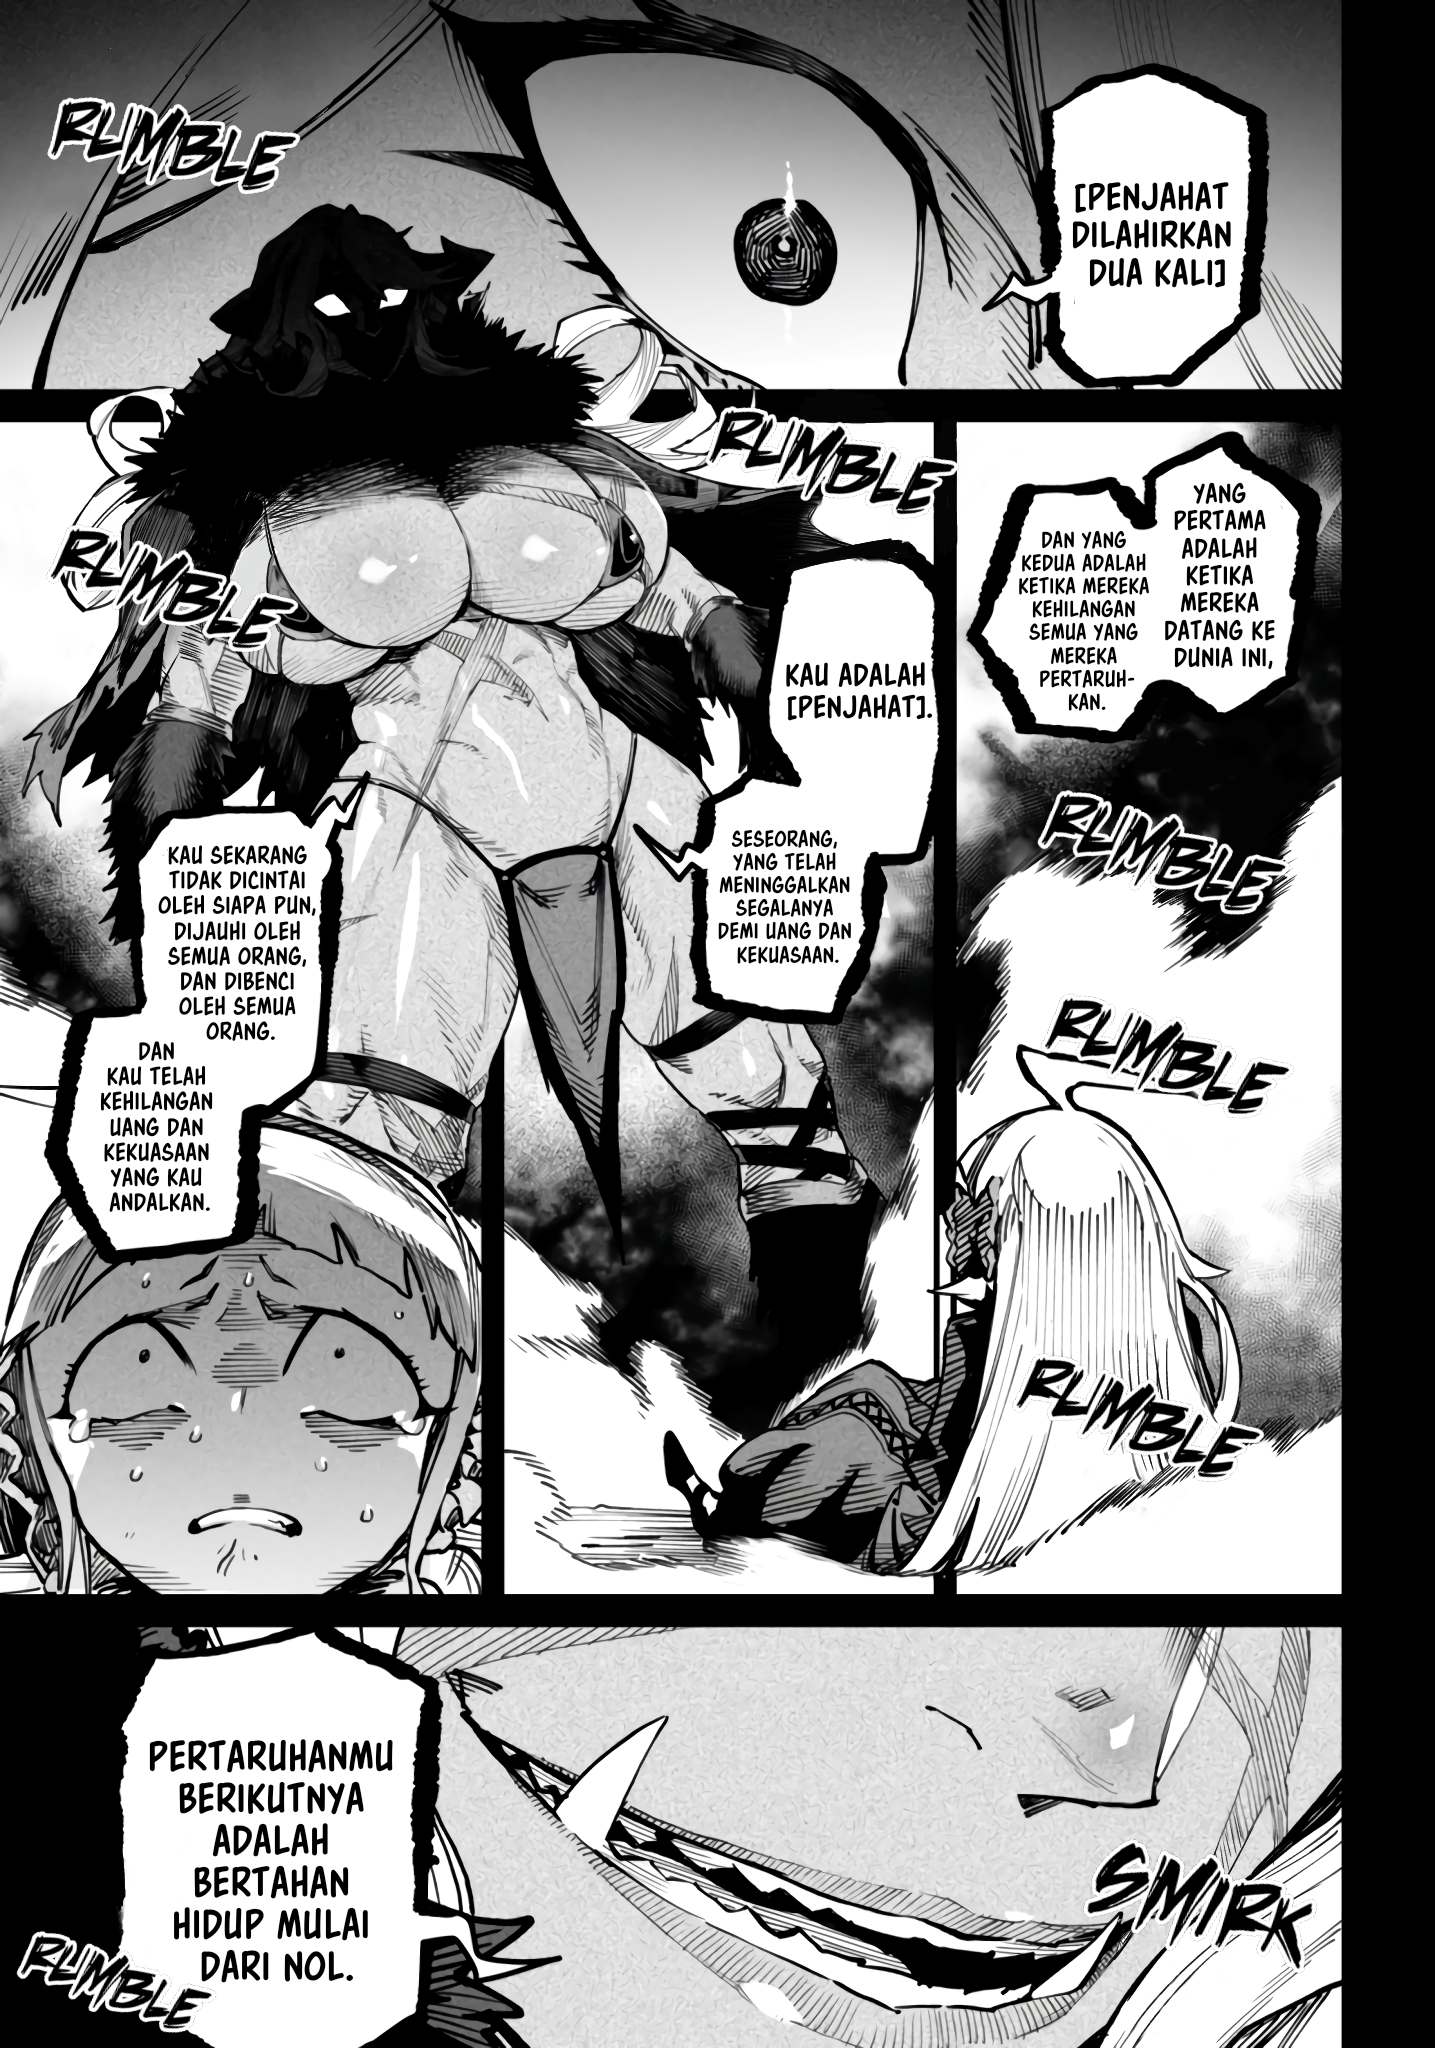 RUMBLE
[PENJAHAT
DILAHIRKAN
DUA KALI]
YANG
PERTAMA
ADALAH
KETIKA
MEREKA
DATANG KE
DUNIA INI,
DAN YANG
KEDUA ADALAH
KETIKA MEREKA
KEHILANGAN
SEMUA YANG
MEREKA
PERTARUH-
KAN.
RUMBLE
RUMBLE
RUMBLE
RUMBLE
RUMBLE
KAU ADALAH
[PENJAHAT].
SESEORANG,
YANG TELAH
MENINGGALKAN
SEGALANYA
DEMI UANG DAN
KEKUASAAN.
KAU SEKARANG
TIDAK DICINTAI
OLEH SIAPA PUN,
DIJAUHI OLEH
SEMUA ORANG,
DAN DIBENCI
OLEH SEMUA
ORANG.
DAN
KAU TELAH
KEHILANGAN
UANG DAN
KEKUASAAN
YANG KAU
ANDALKAN.
SMIRK
PERTARUHANMU
BERIKUTNYA
ADALAH
BERTAHAN
HIDUP MULAI
DARI NOL.
RUMBLE